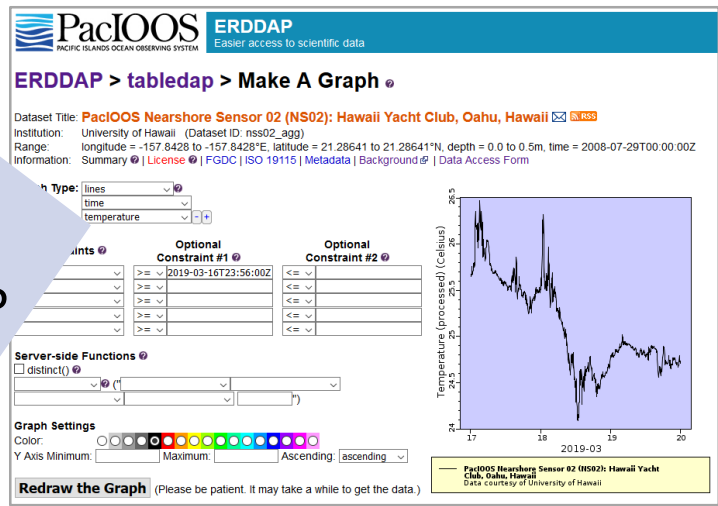 PacIOOS
PACIFIC ISLANDS OCEAN OBSERVING SYSTEM
ERDDAP
Easier access to scientific data
ERDDAP > tabledap > Make A Graph
Dataset Title: PacIOOS Nearshore Sensor 02 (NS02): Hawaii Yacht Club, Oahu, Hawaii RSS
Institution: University of Hawaii (Dataset ID: nss02_agg)
Range: longitude = -157.8428 to -157.8428°E, latitude = 21.28641 to 21.28641°N, depth = 0.0 to 0.5m, time = 2008-07-29T00:00:00Z
Information: Summary | License | FGDC | ISO 19115 | Metadata | Background | Data Access Form
Type: lines
time
temperature - +
Optional Constraint #1
Optional Constraint #2
>= 2019-03-16T23:56:00Z <=
>= <=
>= <=
>= <=
>= <=
Server-side Functions
distinct()
("
")
Graph Settings
Color:
Y Axis Minimum: Maximum: Ascending: ascending
Redraw the Graph (Please be patient. It may take a while to get the data.)
Temperature (processed) (Celsius)
26.5
26
25.5
25
24.5
24
17 18 19 20
2019-03
PacIOOS Nearshore Sensor 02 (NS02): Hawaii Yacht
Club, Oahu, Hawaii
Data courtesy of University of Hawaii